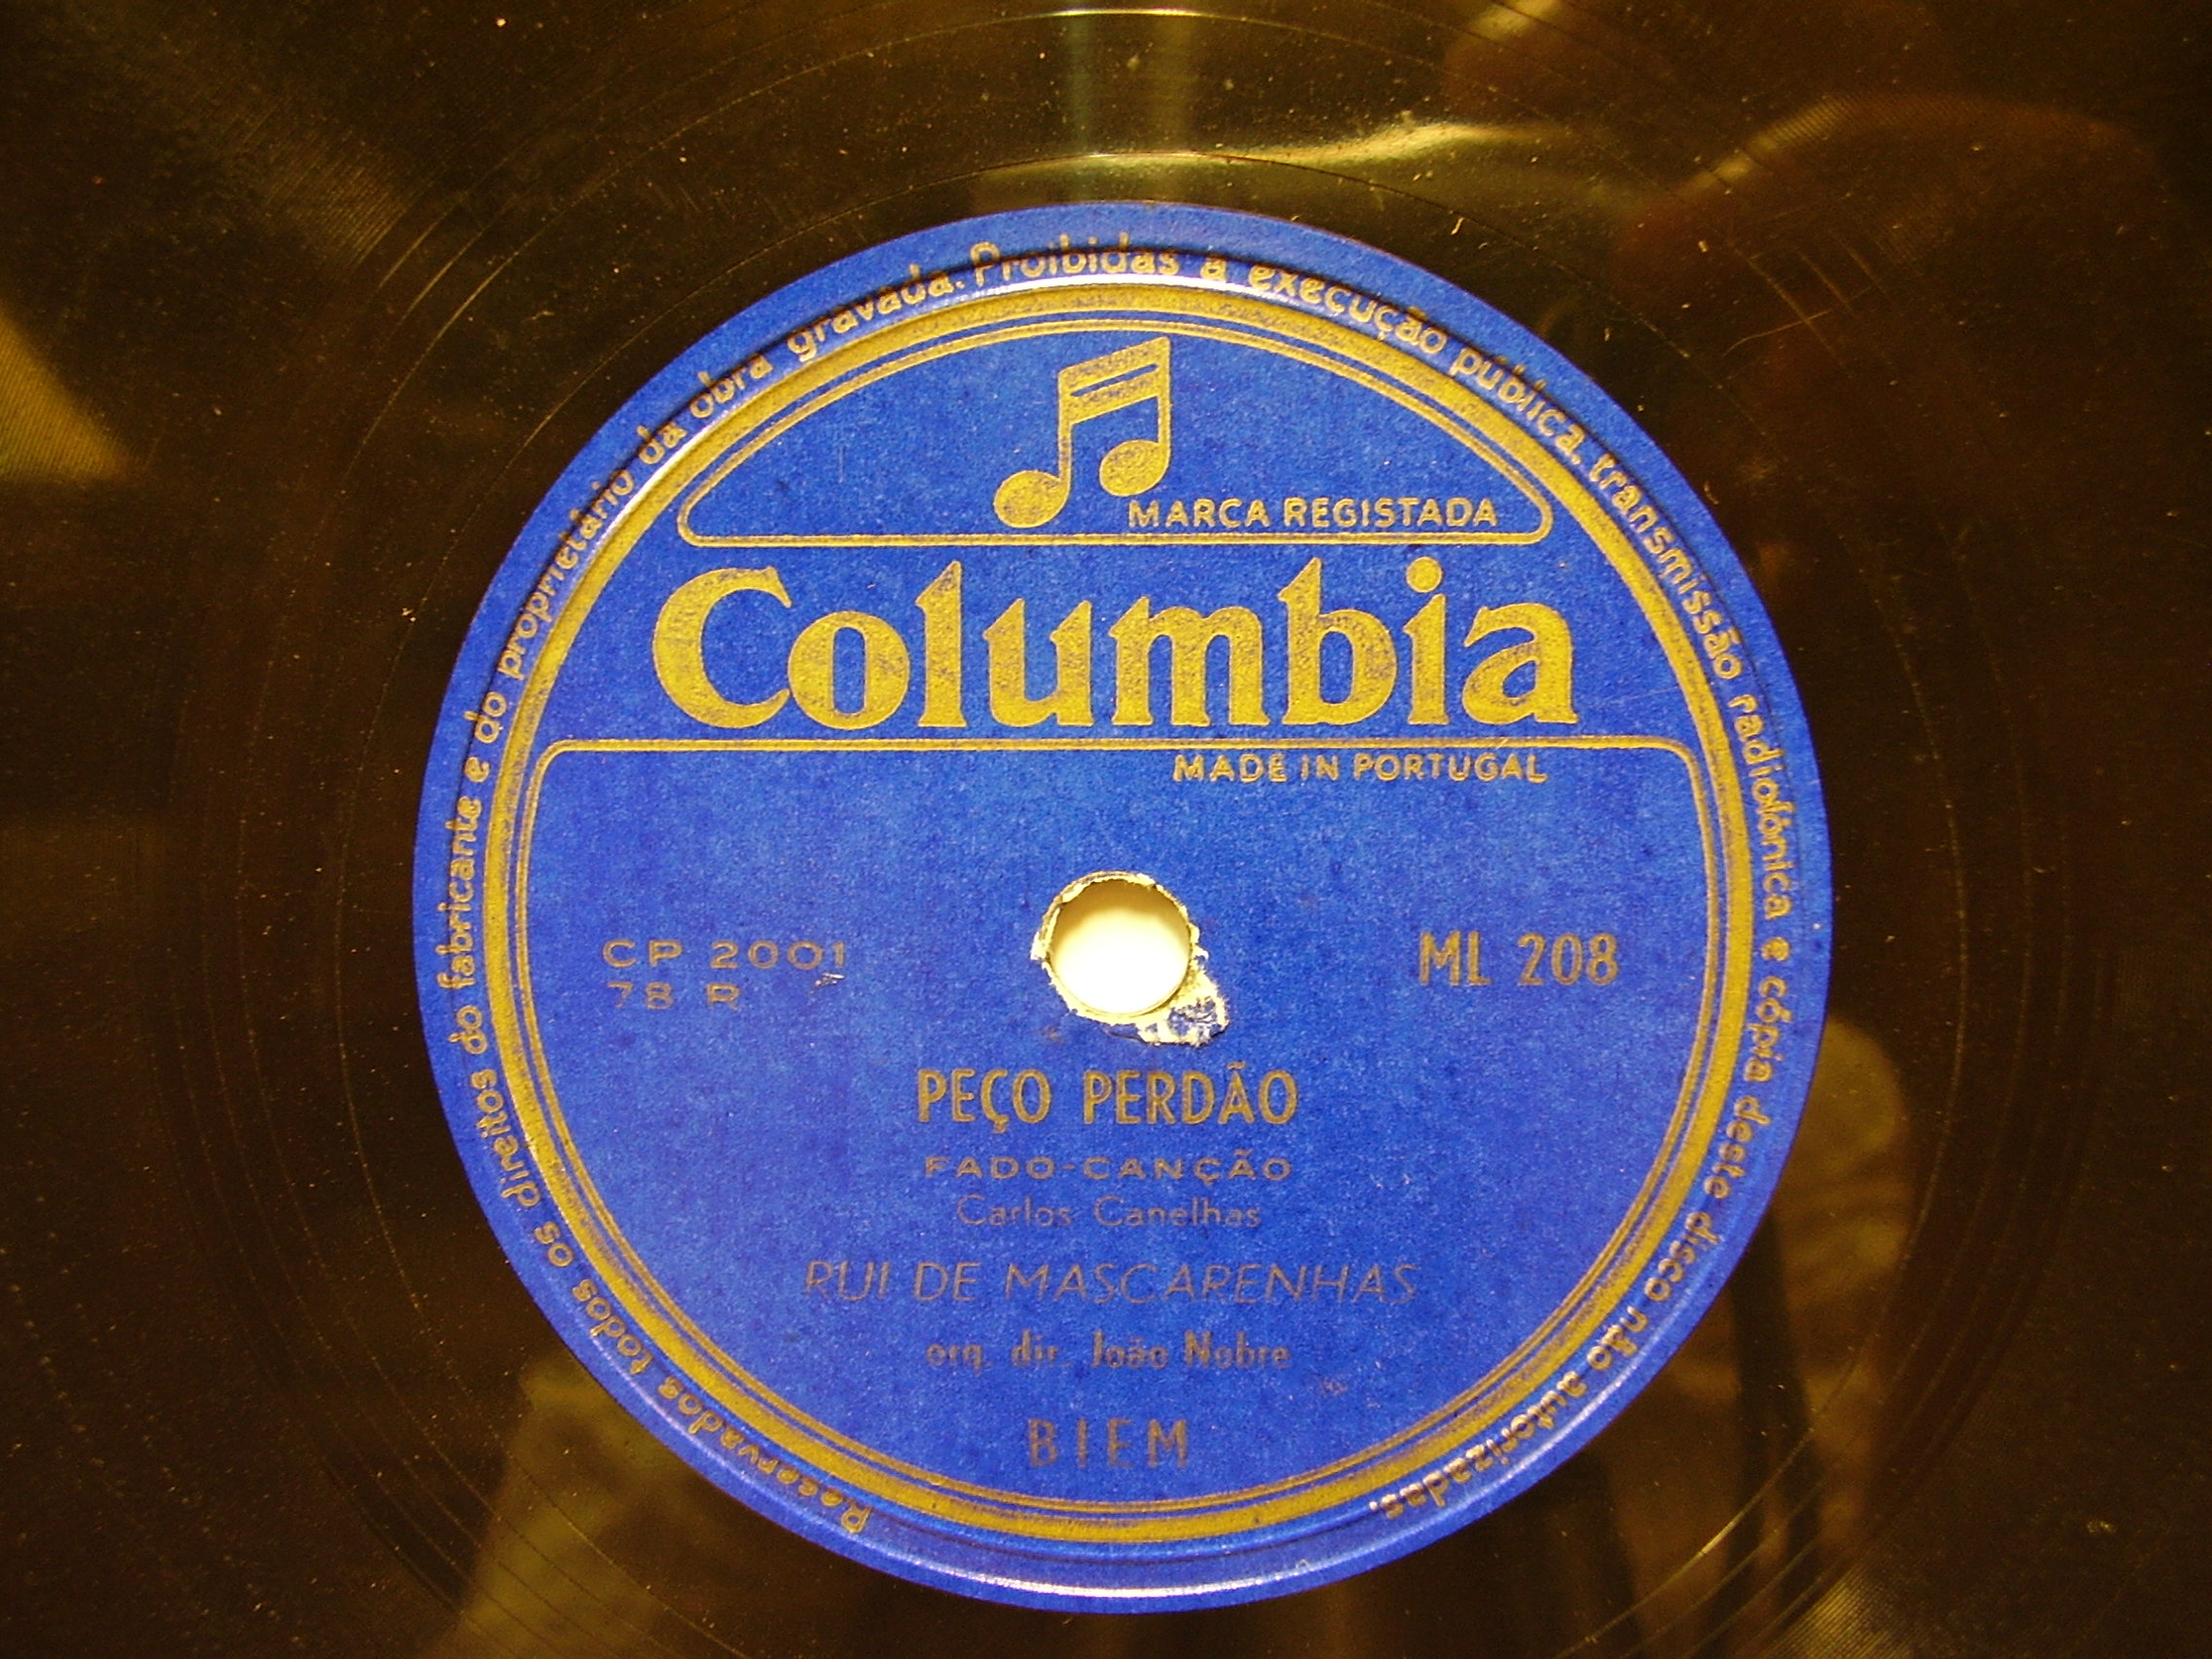 Reservados todos os direitos do fabricante e do proprietário da obra gravada. Proibidas a execução pública, transmissão radiofónica e cópia deste disco não autorizadas.
MARCA REGISTADA
Columbia
MADE IN PORTUGAL
CP 2001
78 R
ML 208
PEÇO PERDÃO
FADO-CANÇÃO
Carlos Canelhas
RUI DE MASCARENHAS
orq. dir. João Nobre
BIEM